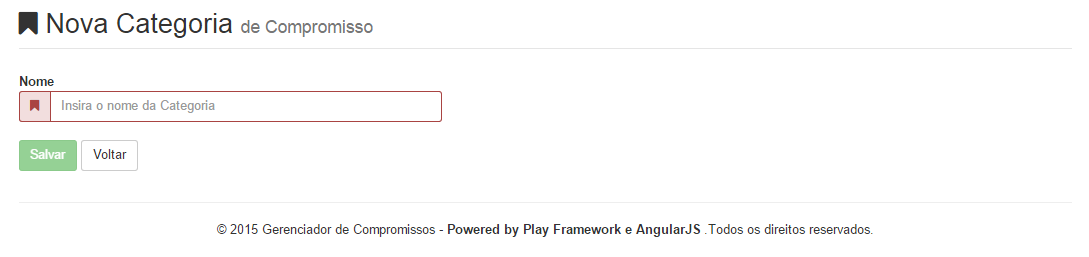 Nova Categoria de Compromisso
Nome
Insira o nome da Categoria
Salvar Voltar
© 2015 Gerenciador de Compromissos - Powered by Play Framework e AngularJS .Todos os direitos reservados.